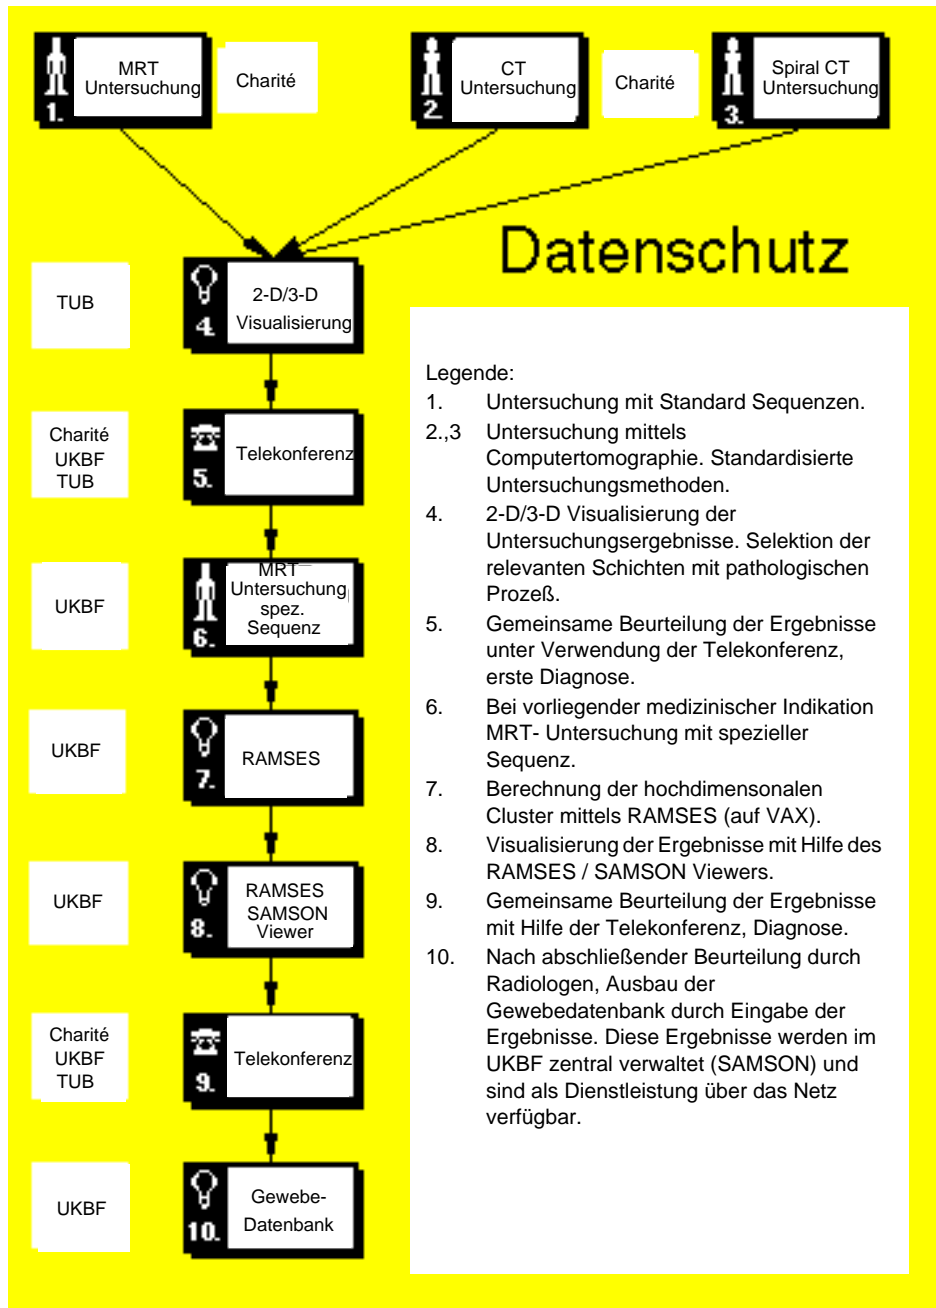 MRT
Untersuchung
1.
Charité
CT
Untersuchung
2
Charité
Spiral CT
Untersuchung
3.
Datenschutz
TUB
2-D/3-D
Visualisierung
4.
Charité
UKBF
TUB
Telekonferenz
5.
UKBF
MRT
Untersuchung
spez.
Sequenz
6.
UKBF
RAMSES
7.
UKBF
RAMSES
SAMSON
Viewer
8.
Charité
UKBF
TUB
Telekonferenz
9.
UKBF
Gewebe-
Datenbank
10.
Legende:
1. Untersuchung mit Standard Sequenzen.
2.,3 Untersuchung mittels
Computertomographie. Standardisierte
Untersuchungsmethoden.
4. 2-D/3-D Visualisierung der
Untersuchungsergebnisse. Selektion der
relevanten Schichten mit pathologischen
Prozeß.
5. Gemeinsame Beurteilung der Ergebnisse
unter Verwendung der Telekonferenz,
erste Diagnose.
6. Bei vorliegender medizinischer Indikation
MRT- Untersuchung mit spezieller
Sequenz.
7. Berechnung der hochdimensonalen
Cluster mittels RAMSES (auf VAX).
8. Visualisierung der Ergebnisse mit Hilfe des
RAMSES / SAMSON Viewers.
9. Gemeinsame Beurteilung der Ergebnisse
mit Hilfe der Telekonferenz, Diagnose.
10. Nach abschließender Beurteilung durch
Radiologen, Ausbau der
Gewebedatenbank durch Eingabe der
Ergebnisse. Diese Ergebnisse werden im
UKBF zentral verwaltet (SAMSON) und
sind als Dienstleistung über das Netz
verfügbar.